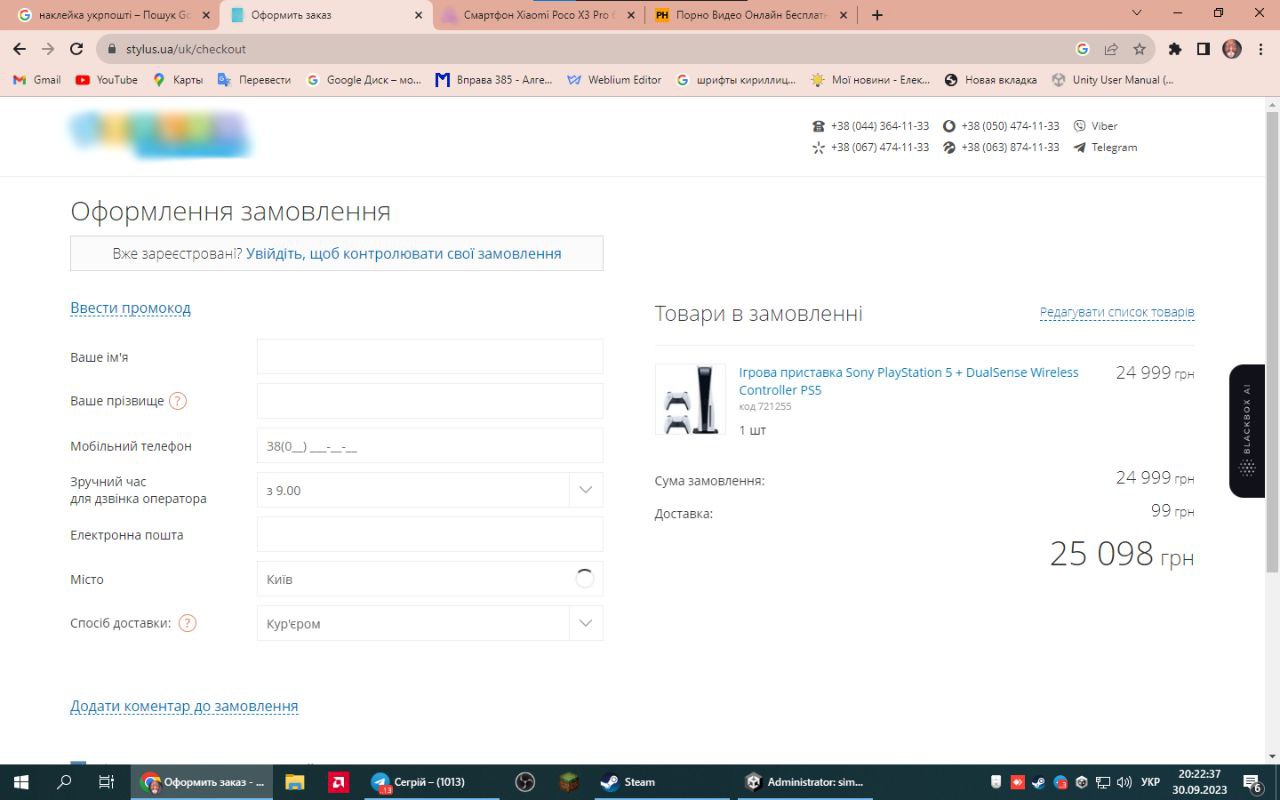 наклейка укрпошті – Пошук Go
Оформить заказ
Смартфон Xiaomi Poco X3 Pro 6
PH Порно Видео Онлайн Бесплатн
stylus.ua/uk/checkout
Gmail
YouTube
Карты
Перевести
Google Диск – мо...
Вправа 385 - Алге...
Weblium Editor
шрифты кириллиц...
Мої новини - Елек...
Новая вкладка
Unity User Manual (...
+38 (044) 364-11-33
+38 (050) 474-11-33
Viber
+38 (067) 474-11-33
+38 (063) 874-11-33
Telegram
Оформлення замовлення
Вже зареєстровані? Увійдіть, щоб контролювати свої замовлення
Ввести промокод
Ваше ім'я
Ваше прізвище ?
Мобільний телефон
38(0__) ___-__-__
Зручний час
для дзвінка оператора
з 9.00
Електронна пошта
Місто
Київ
Спосіб доставки: ?
Кур'єром
Додати коментар до замовлення
Товари в замовленні
Редагувати список товарів
Ігрова приставка Sony PlayStation 5 + DualSense Wireless
Controller PS5
24 999 грн
код 721255
1 шт
Сума замовлення:
24 999 грн
Доставка:
99 грн
25 098 грн
BLACKBOX AI
Оформить заказ - ...
Сергій – (1013)
Steam
Administrator: sim...
УКР
20:22:37
30.09.2023
6